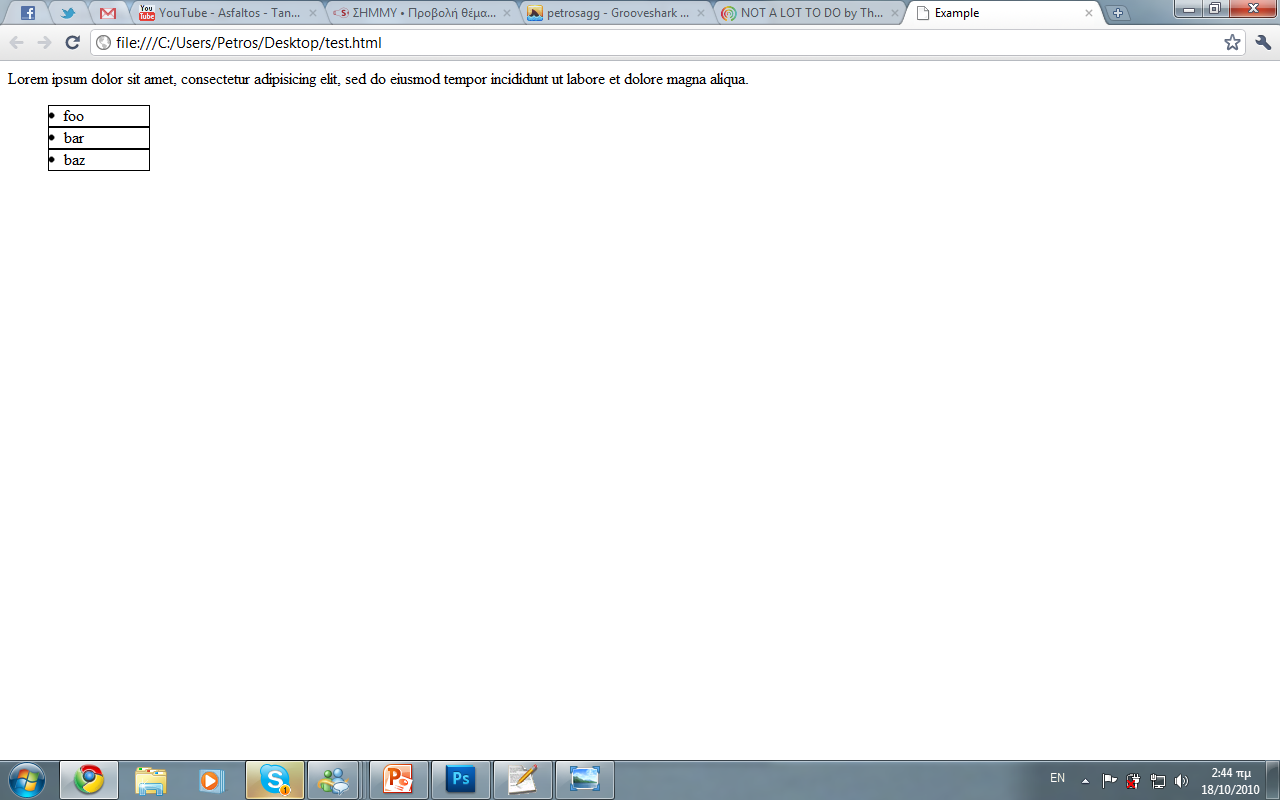 You Tube YouTube - Asfaltos - Tan... ΣΗΜΜΥ • Προβολή θέμα... petrosagg - Grooveshark ... NOT A LOT TO DO by Th... Example
file:///C:/Users/Petros/Desktop/test.html
Lorem ipsum dolor sit amet, consectetur adipisicing elit, sed do eiusmod tempor incididunt ut labore et dolore magna aliqua.
foo
bar
baz
EN 2:44 πμ
18/10/2010